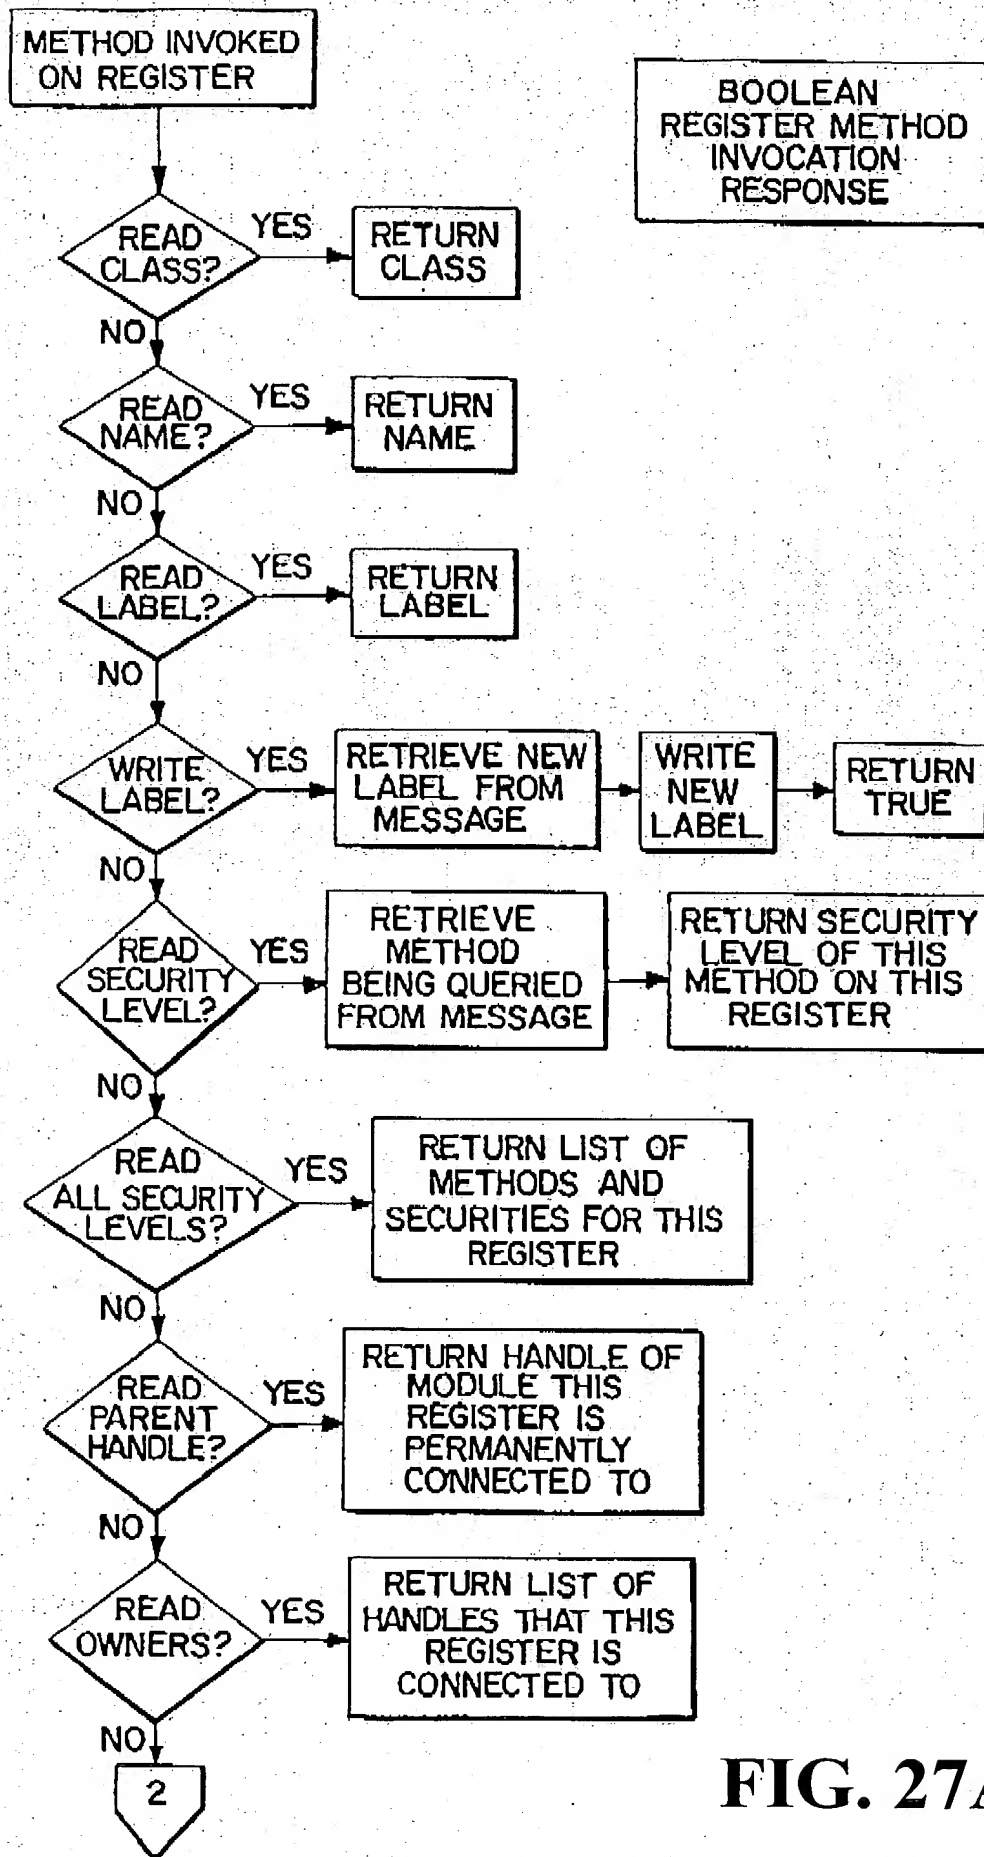 METHOD INVOKED
ON REGISTER
BOOLEAN
REGISTER METHOD
INVOCATION
RESPONSE
READ
CLASS?
YES
RETURN
CLASS
NO
READ
NAME?
YES
RETURN
NAME
NO
READ
LABEL?
YES
RETURN
LABEL
NO
WRITE
LABEL?
YES
RETRIEVE NEW
LABEL FROM
MESSAGE
WRITE
NEW
LABEL
RETURN
TRUE
NO
READ
SECURITY
LEVEL?
YES
RETRIEVE
METHOD
BEING QUERIED
FROM MESSAGE
RETURN SECURITY
LEVEL OF THIS
METHOD ON THIS
REGISTER
NO
READ
ALL SECURITY
LEVELS?
YES
RETURN LIST OF
METHODS AND
SECURITIES FOR THIS
REGISTER
NO
READ
PARENT
HANDLE?
YES
RETURN HANDLE OF
MODULE THIS
REGISTER IS
PERMANENTLY
CONNECTED TO
NO
READ
OWNERS?
YES
RETURN LIST OF
HANDLES THAT THIS
REGISTER IS
CONNECTED TO
NO
2
FIG. 27A